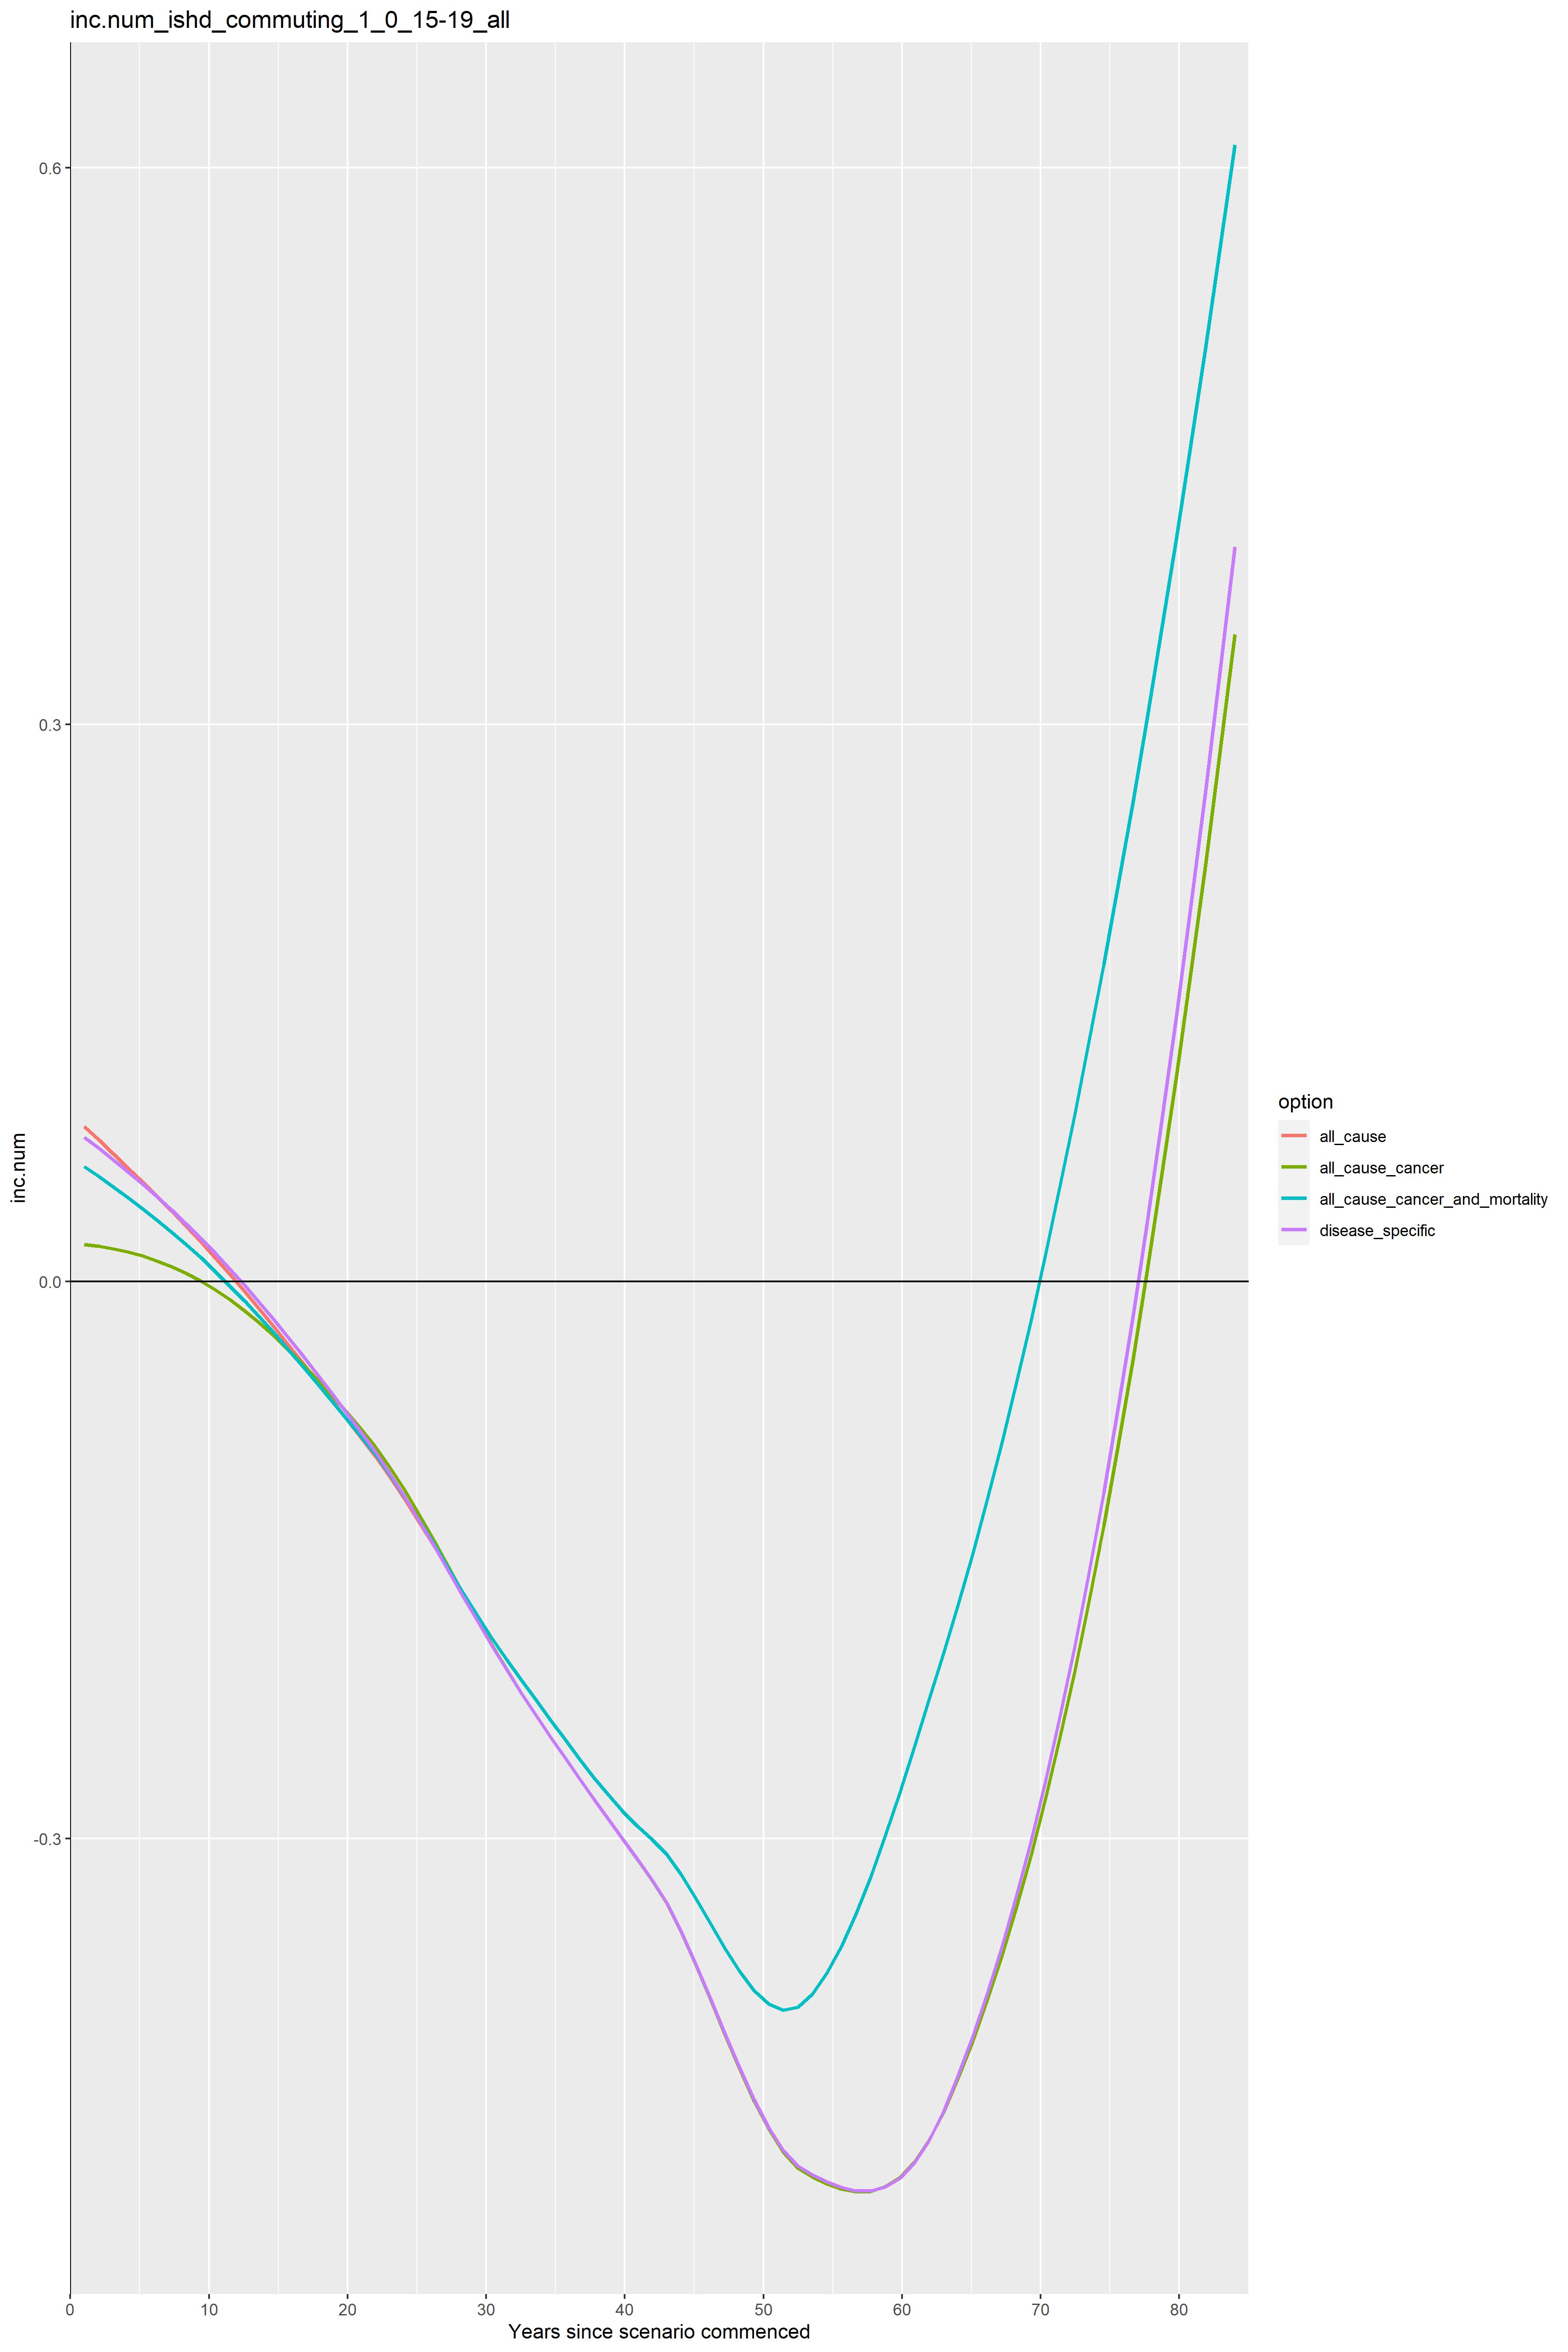 inc.num_ishd_commuting_1_0_15-19_all
0.6
0.3
0.0
-0.3
inc.num
0 10 20 30 40 50 60 70 80
Years since scenario commenced
option
all_cause
all_cause_cancer
all_cause_cancer_and_mortality
disease_specific